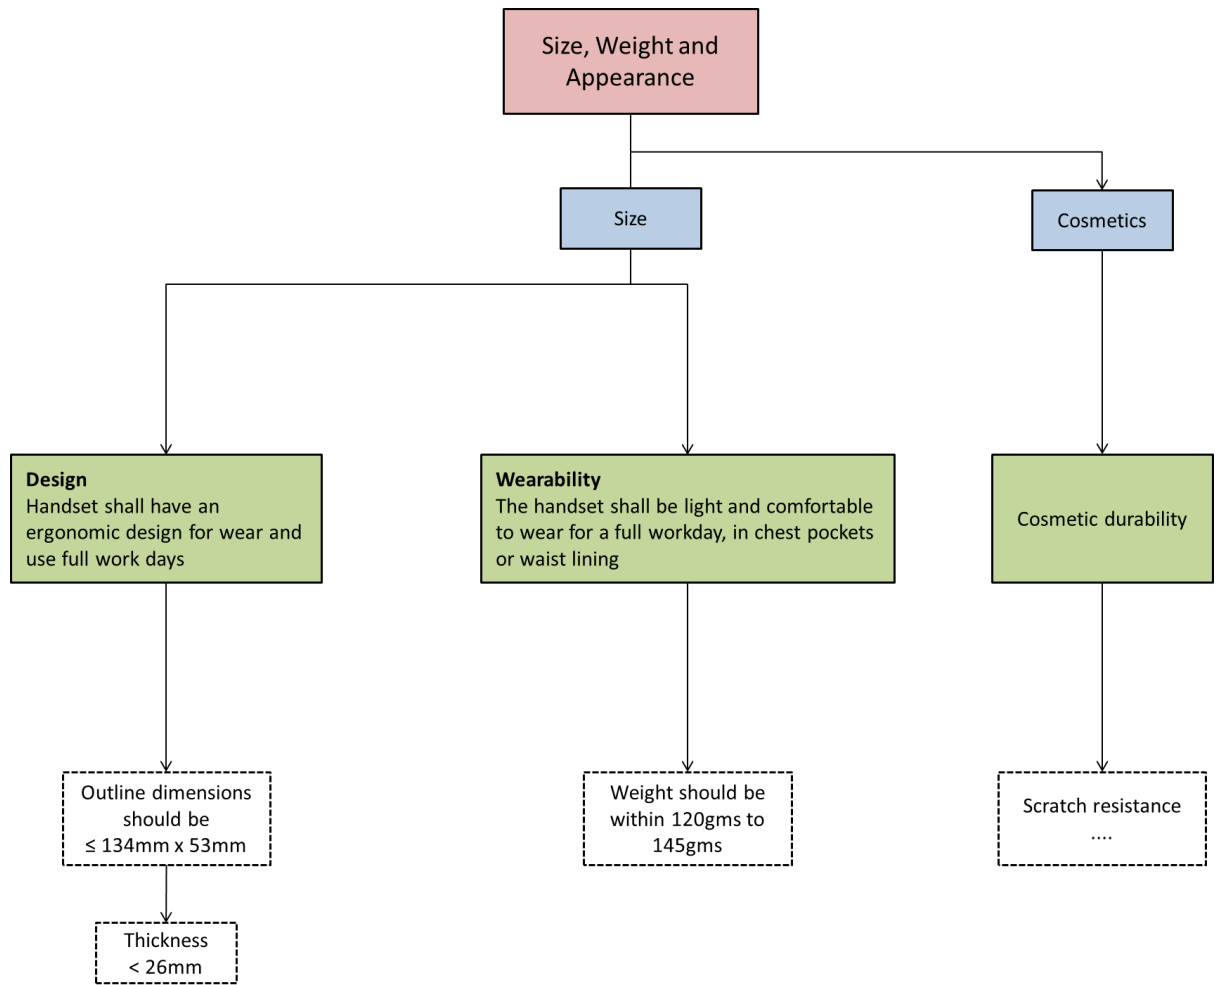 Size, Weight and
Appearance
Size
Cosmetics
Design
Handset shall have an
ergonomic design for wear and
use full work days
Wearability
The handset shall be light and comfortable
to wear for a full workday, in chest pockets
or waist lining
Cosmetic durability
Outline dimensions
should be
≤ 134mm x 53mm
Weight should be
within 120gms to
145gms
Scratch resistance
....
Thickness
< 26mm